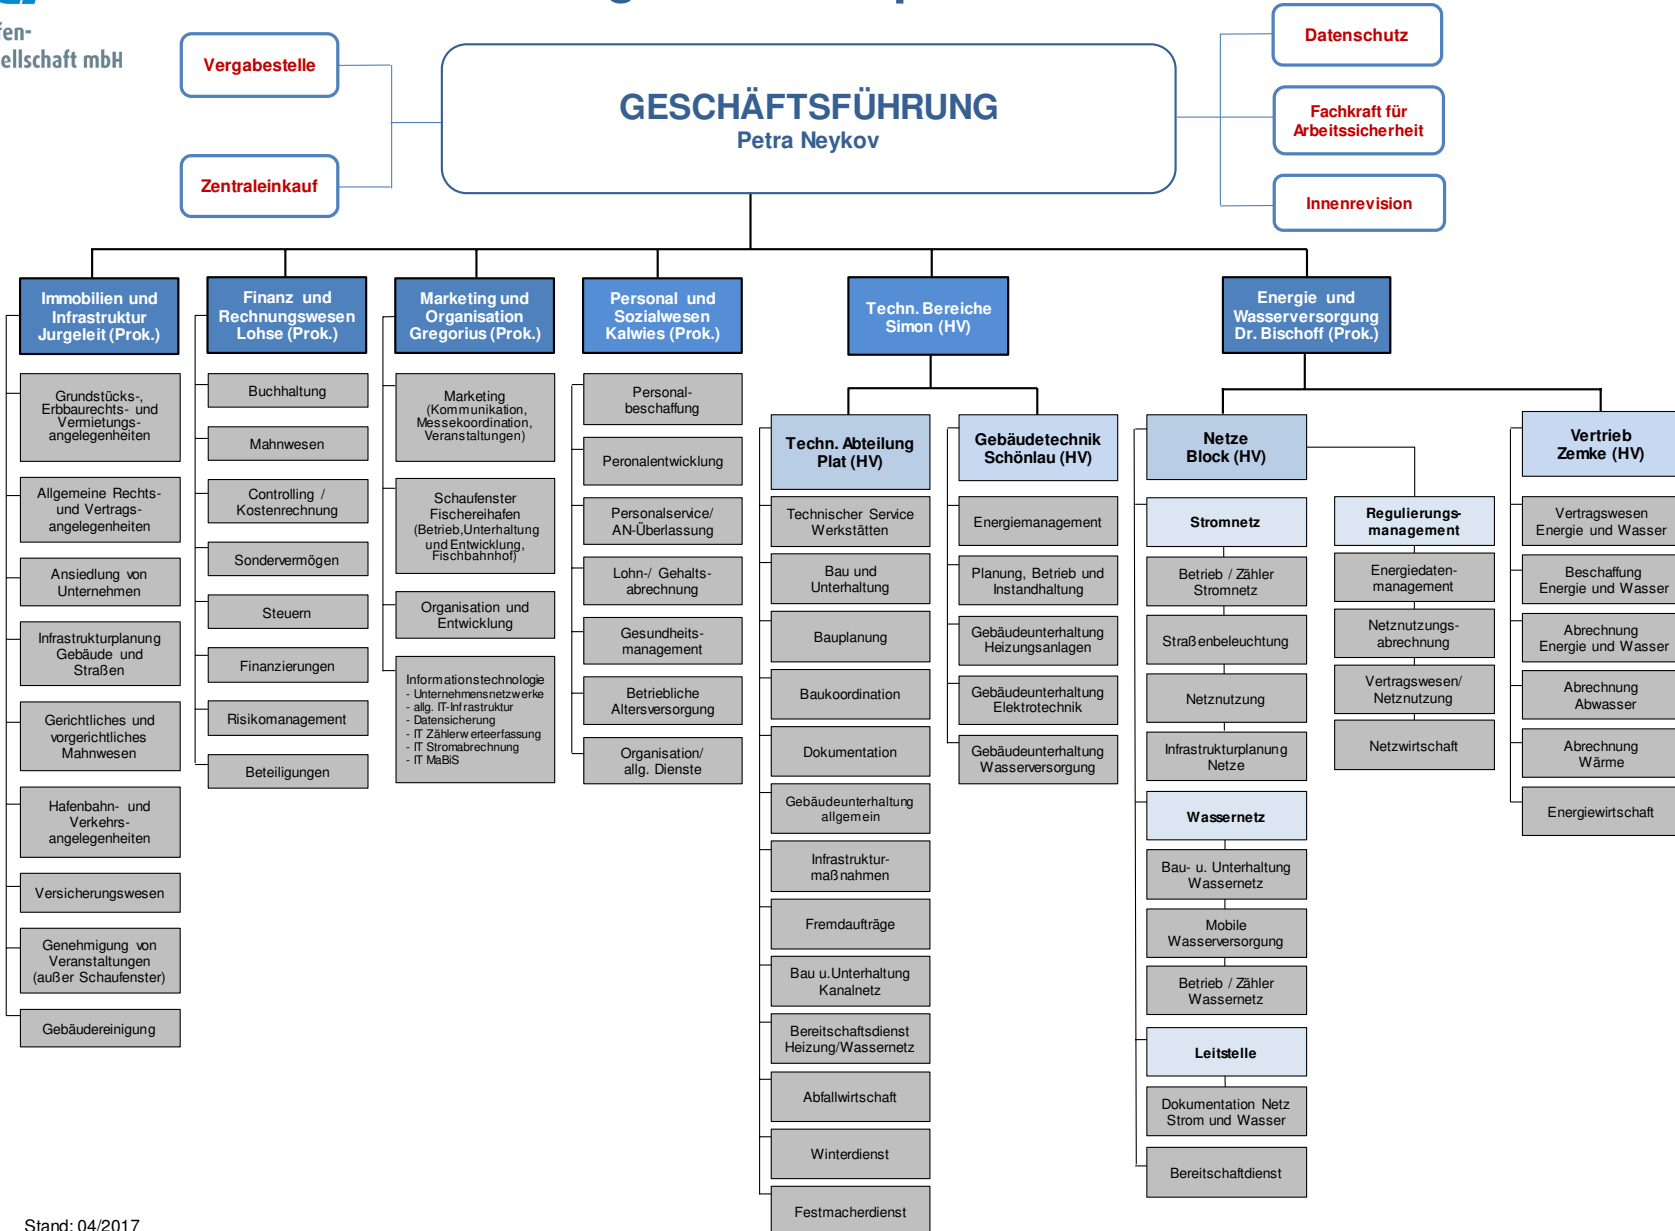 fen-
ellschaft mbH
Vergabestelle
Zentraleinkauf
GESCHÄFTSFÜHRUNG
Petra Neykov
Datenschutz
Fachkraft für
Arbeitssicherheit
Innenrevision
Immobilien und
Infrastruktur
Jurgeleit (Prok.)
Grundstücks-,
Erbbaurechts- und
Vermietungs-
angelegenheiten
Allgemeine Rechts-
und Vertrags-
angelegenheiten
Ansiedlung von
Unternehmen
Infrastrukturplanung
Gebäude und
Straßen
Gerichtliches und
vorgerichtliches
Mahnwesen
Hafenbahn- und
Verkehrs-
angelegenheiten
Versicherungswesen
Genehmigung von
Veranstaltungen
(außer Schaufenster)
Gebäudereinigung
Finanz und
Rechnungswesen
Lohse (Prok.)
Buchhaltung
Mahnwesen
Controlling /
Kostenrechnung
Sondervermögen
Steuern
Finanzierungen
Risikomanagement
Beteiligungen
Marketing und
Organisation
Gregorius (Prok.)
Marketing
(Kommunikation,
Messekoordination,
Veranstaltungen)
Schaufenster
Fischereihafen
(Betrieb,Unterhaltung
und Entwicklung,
Fischbahnhof)
Organisation und
Entwicklung
Informationstechnologie
- Unternehmensnetzwerke
- allg. IT-Infrastruktur
- Datensicherung
- IT Zählerwerteerfassung
- IT Stromabrechnung
- IT MaBiS
Personal und
Sozialwesen
Kalwies (Prok.)
Personal-
beschaffung
Peronalentwicklung
Personalservice/
AN-Überlassung
Lohn-/ Gehalts-
abrechnung
Gesundheits-
management
Betriebliche
Altersversorgung
Organisation/
allg. Dienste
Techn. Bereiche
Simon (HV)
Techn. Abteilung
Plat (HV)
Technischer Service
Werkstätten
Bau und
Unterhaltung
Bauplanung
Baukoordination
Dokumentation
Gebäudeunterhaltung
allgemein
Infrastruktur-
maßnahmen
Fremdaufträge
Bau u.Unterhaltung
Kanalnetz
Bereitschaftsdienst
Heizung/Wassernetz
Abfallwirtschaft
Winterdienst
Festmacherdienst
Gebäudetechnik
Schönlau (HV)
Energiemanagement
Planung, Betrieb und
Instandhaltung
Gebäudeunterhaltung
Heizungsanlagen
Gebäudeunterhaltung
Elektrotechnik
Gebäudeunterhaltung
Wasserversorgung
Energie und
Wasserversorgung
Dr. Bischoff (Prok.)
Netze
Block (HV)
Stromnetz
Betrieb / Zähler
Stromnetz
Straßenbeleuchtung
Netznutzung
Infrastrukturplanung
Netze
Wassernetz
Bau- u. Unterhaltung
Wassernetz
Mobile
Wasserversorgung
Betrieb / Zähler
Wassernetz
Leitstelle
Dokumentation Netz
Strom und Wasser
Bereitschaftdienst
Regulierungs-
management
Energiedaten-
management
Netznutzungs-
abrechnung
Vertragswesen/
Netznutzung
Netzwirtschaft
Vertrieb
Zemke (HV)
Vertragswesen
Energie und Wasser
Beschaffung
Energie und Wasser
Abrechnung
Energie und Wasser
Abrechnung
Abwasser
Abrechnung
Wärme
Energiewirtschaft
Stand: 04/2017